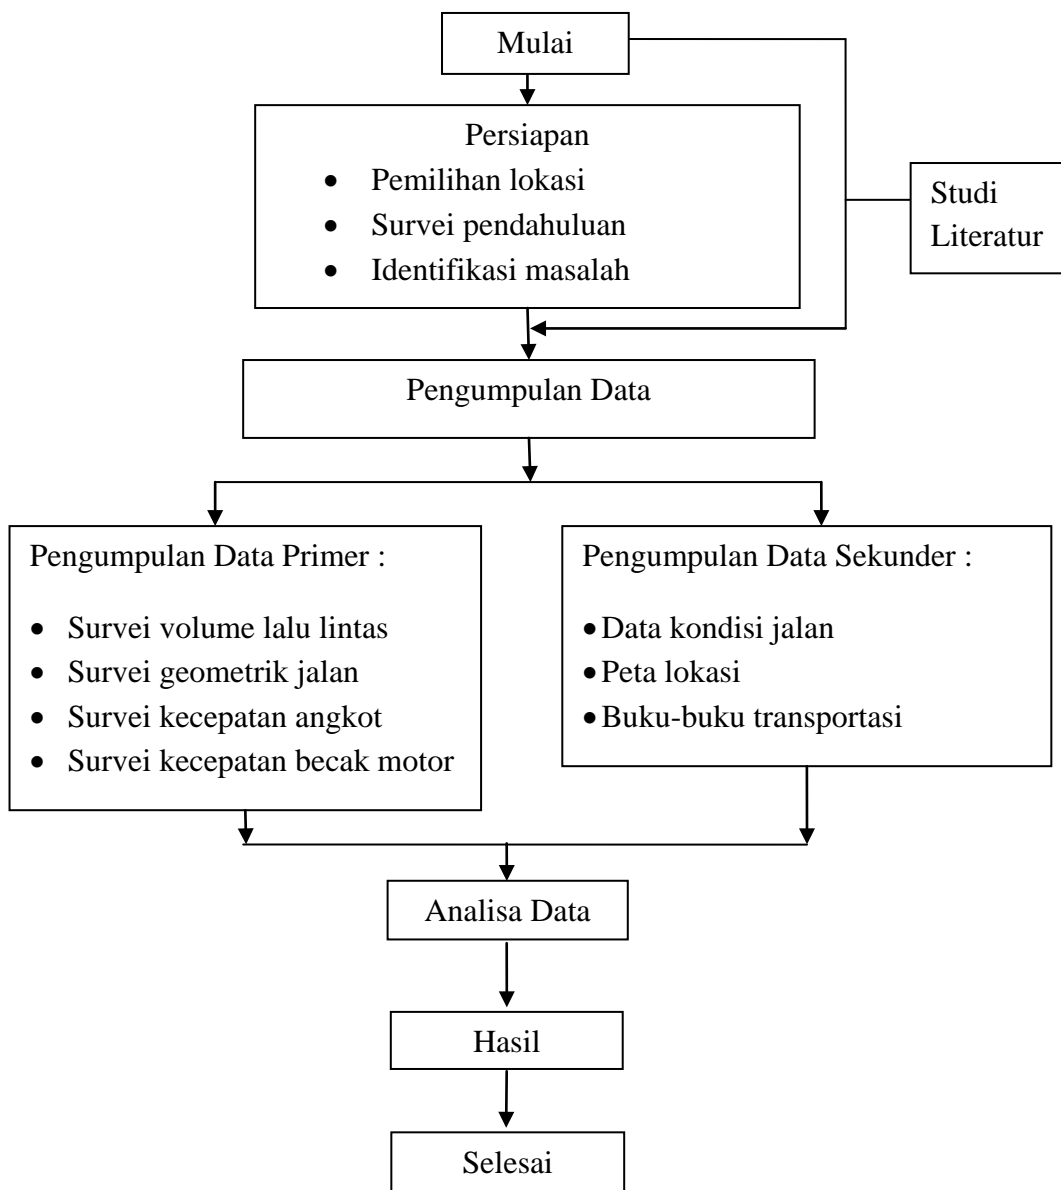 Mulai
Persiapan
• Pemilihan lokasi
• Survei pendahuluan
• Identifikasi masalah
Studi
Literatur
Pengumpulan Data
Pengumpulan Data Primer :
• Survei volume lalu lintas
• Survei geometrik jalan
• Survei kecepatan angkot
• Survei kecepatan becak motor
Pengumpulan Data Sekunder :
• Data kondisi jalan
• Peta lokasi
• Buku-buku transportasi
Analisa Data
Hasil
Selesai